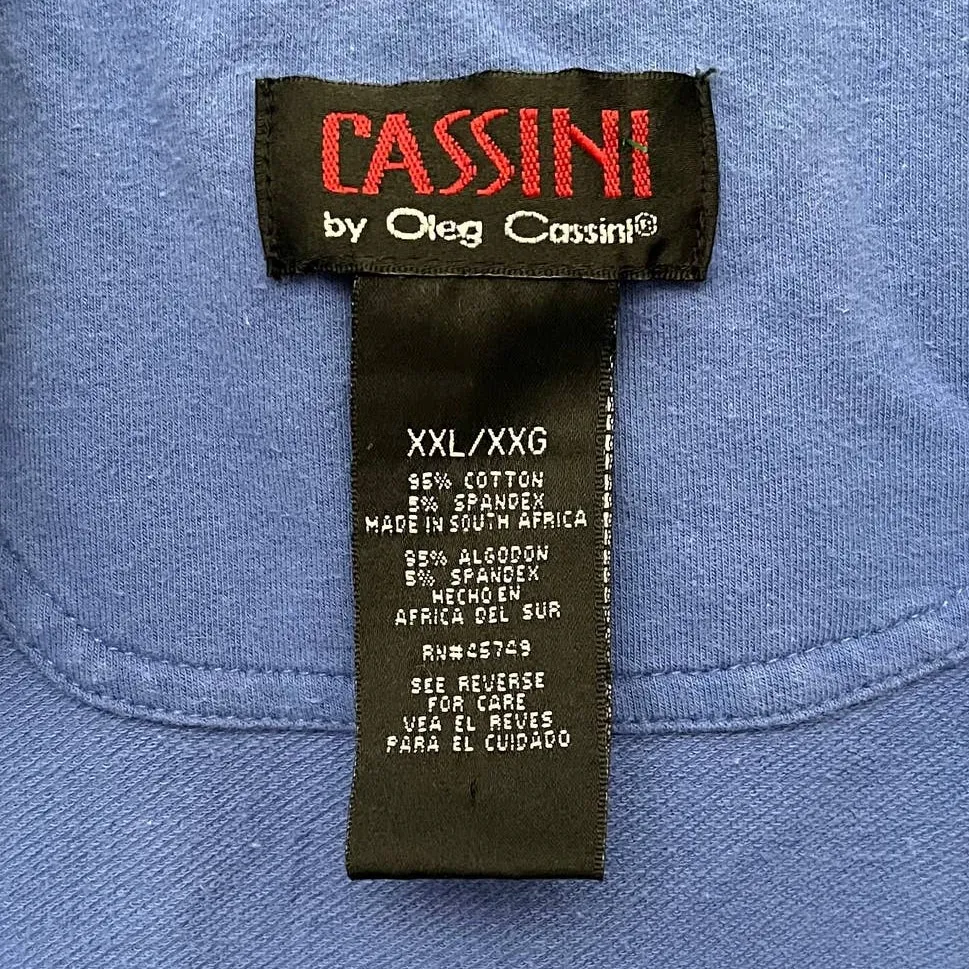 CASSINI
by Oleg Cassini®
XXL/XXG
95% COTTON
5% SPANDEX
MADE IN SOUTH AFRICA
95% ALGODON
5% SPANDEX
HECHO EN
AFRICA DEL SUR
RN#45749
SEE REVERSE
FOR CARE
VEA EL REVES
PARA EL CUIDADO